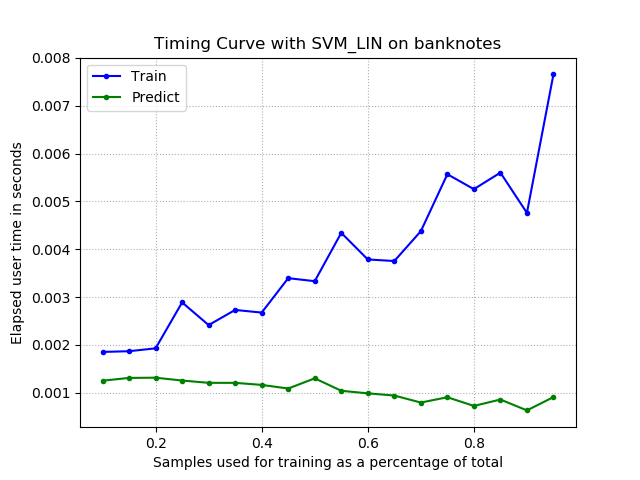 Timing Curve with SVM_LIN on banknotes
Train
Predict
0.008
0.007
0.006
0.005
0.004
0.003
0.002
0.001
Elapsed user time in seconds
0.2 0.4 0.6 0.8
Samples used for training as a percentage of total